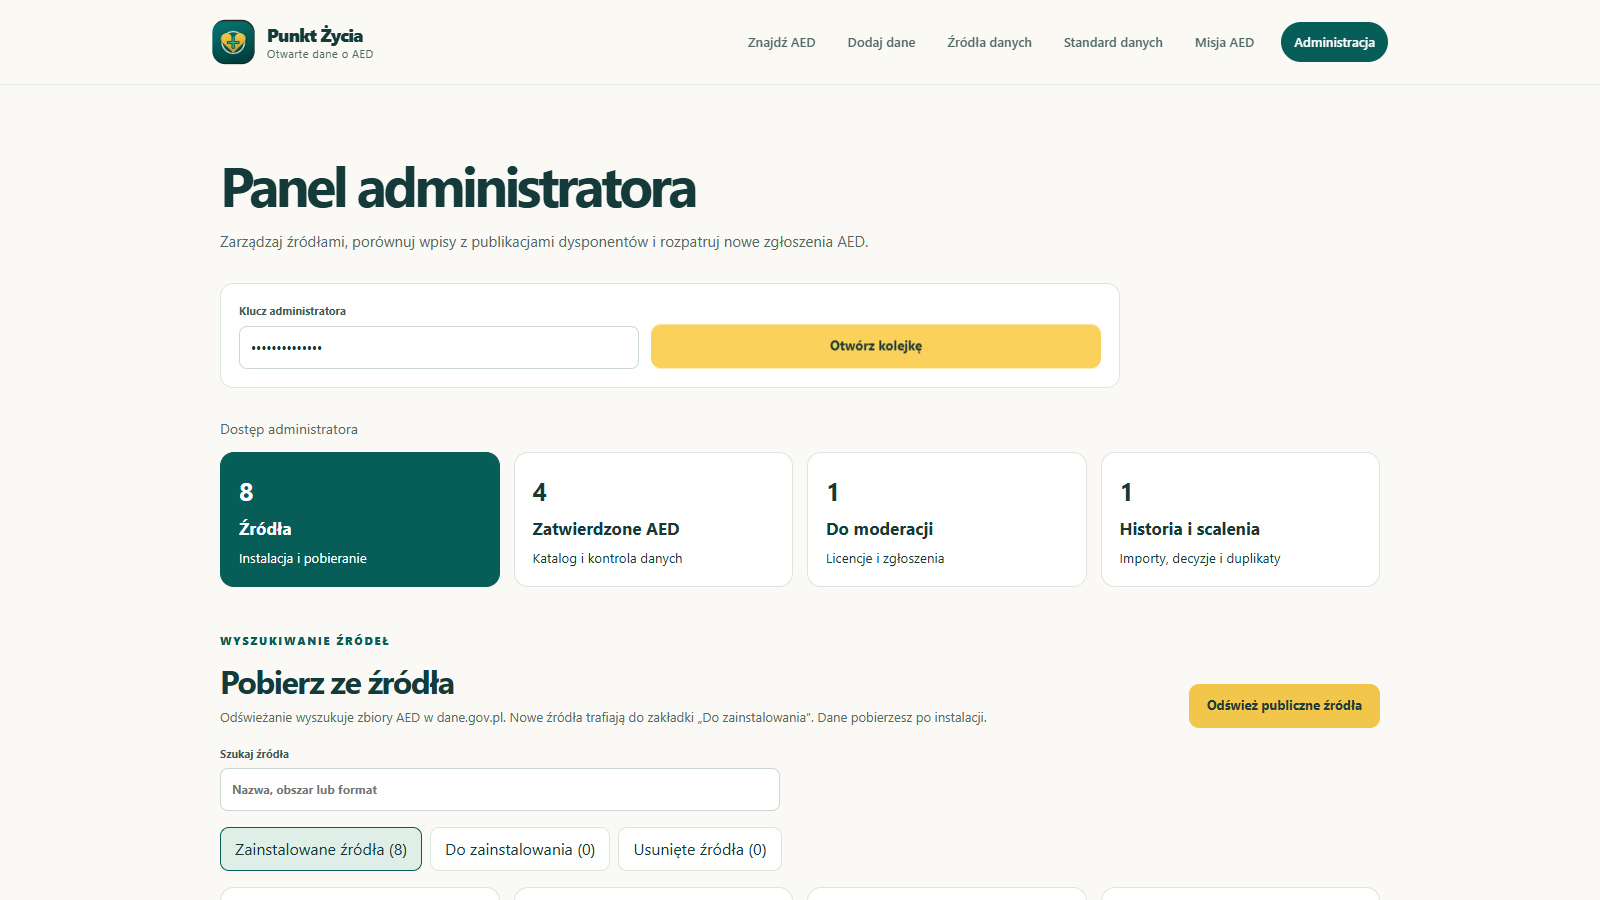 Punkt Życia
Otwarte dane o AED
Znajdź AED
Dodaj dane
Źródła danych
Standard danych
Misja AED
Administracja
Panel administratora
Zarządzaj źródłami, porównuj wpisy z publikacjami dysponentów i rozpatruj nowe zgłoszenia AED.
Klucz administratora
••••••••••••••
Otwórz kolejkę
Dostęp administratora
8
Źródła
Instalacja i pobieranie
4
Zatwierdzone AED
Katalog i kontrola danych
1
Do moderacji
Licencje i zgłoszenia
1
Historia i scalenia
Importy, decyzje i duplikaty
WYSZUKIWANIE ŹRÓDEŁ
Pobierz ze źródła
Odświeżanie wyszukuje zbiory AED w dane.gov.pl. Nowe źródła trafiają do zakładki „Do zainstalowania”. Dane pobierzesz po instalacji.
Odśwież publiczne źródła
Szukaj źródła
Nazwa, obszar lub format
Zainstalowane źródła (8)
Do zainstalowania (0)
Usunięte źródła (0)